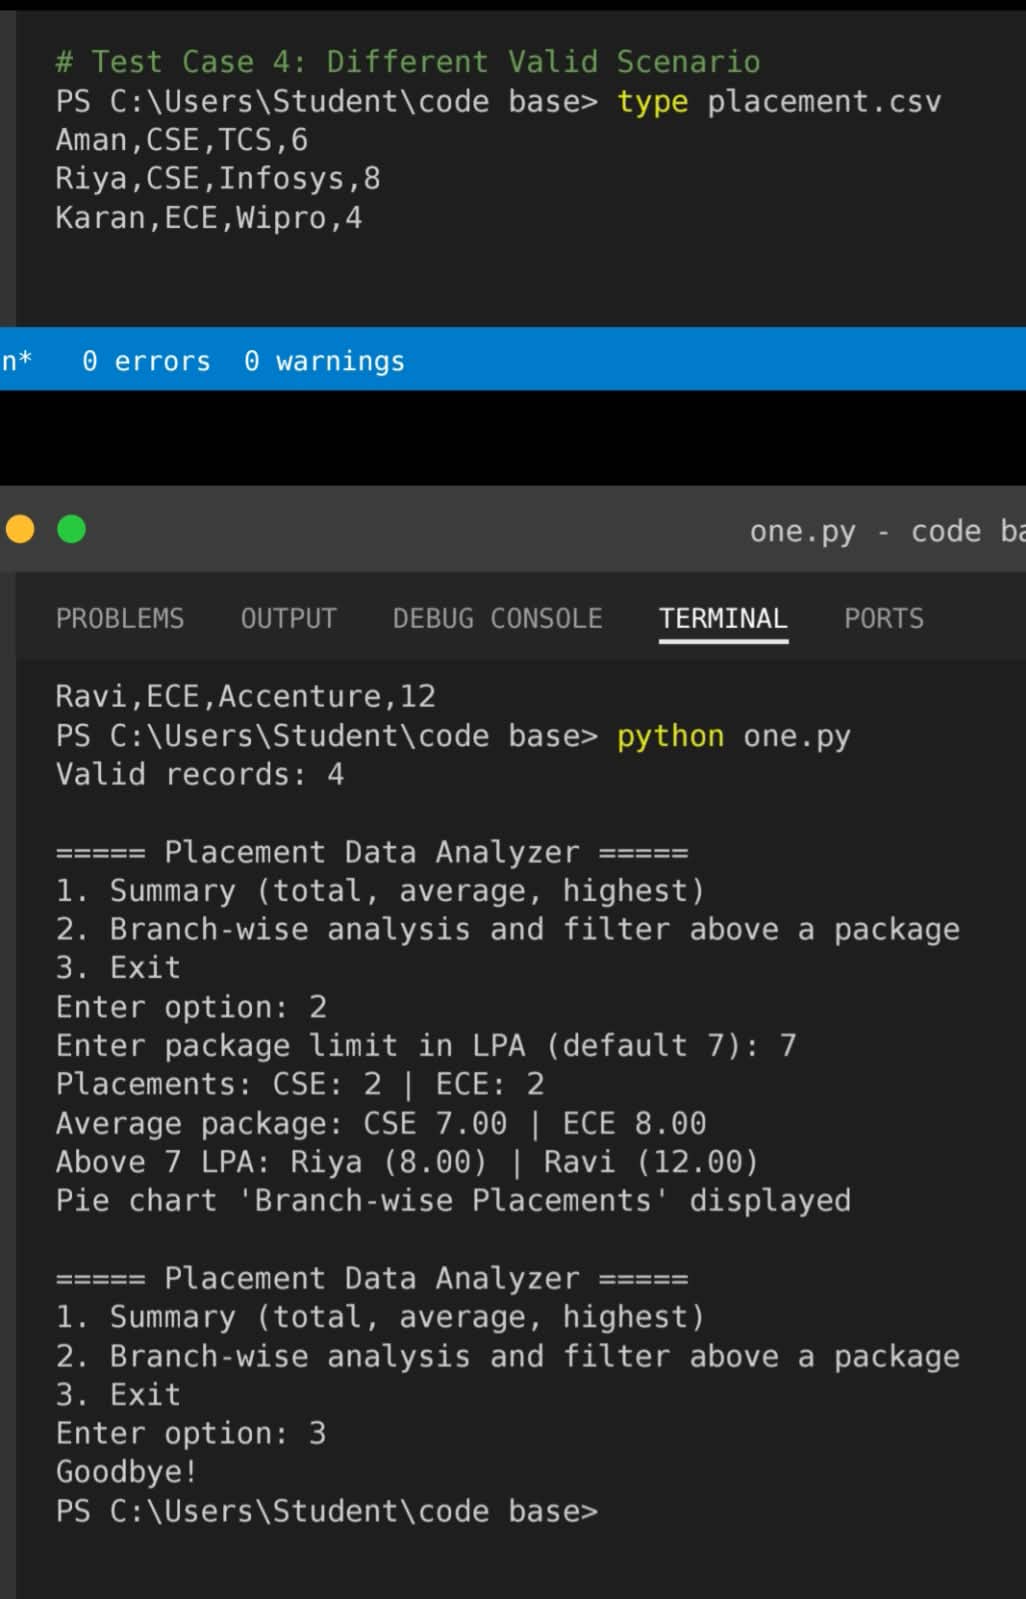 # Test Case 4: Different Valid Scenario
PS C:\Users\Student\code base> type placement.csv
Aman,CSE,TCS,6
Riya,CSE,Infosys,8
Karan,ECE,Wipro,4
n*   0 errors  0 warnings
one.py - code ba
PROBLEMS OUTPUT DEBUG CONSOLE TERMINAL PORTS
Ravi,ECE,Accenture,12
PS C:\Users\Student\code base> python one.py
Valid records: 4
===== Placement Data Analyzer =====
1. Summary (total, average, highest)
2. Branch-wise analysis and filter above a package
3. Exit
Enter option: 2
Enter package limit in LPA (default 7): 7
Placements: CSE: 2 | ECE: 2
Average package: CSE 7.00 | ECE 8.00
Above 7 LPA: Riya (8.00) | Ravi (12.00)
Pie chart 'Branch-wise Placements' displayed
===== Placement Data Analyzer =====
1. Summary (total, average, highest)
2. Branch-wise analysis and filter above a package
3. Exit
Enter option: 3
Goodbye!
PS C:\Users\Student\code base>